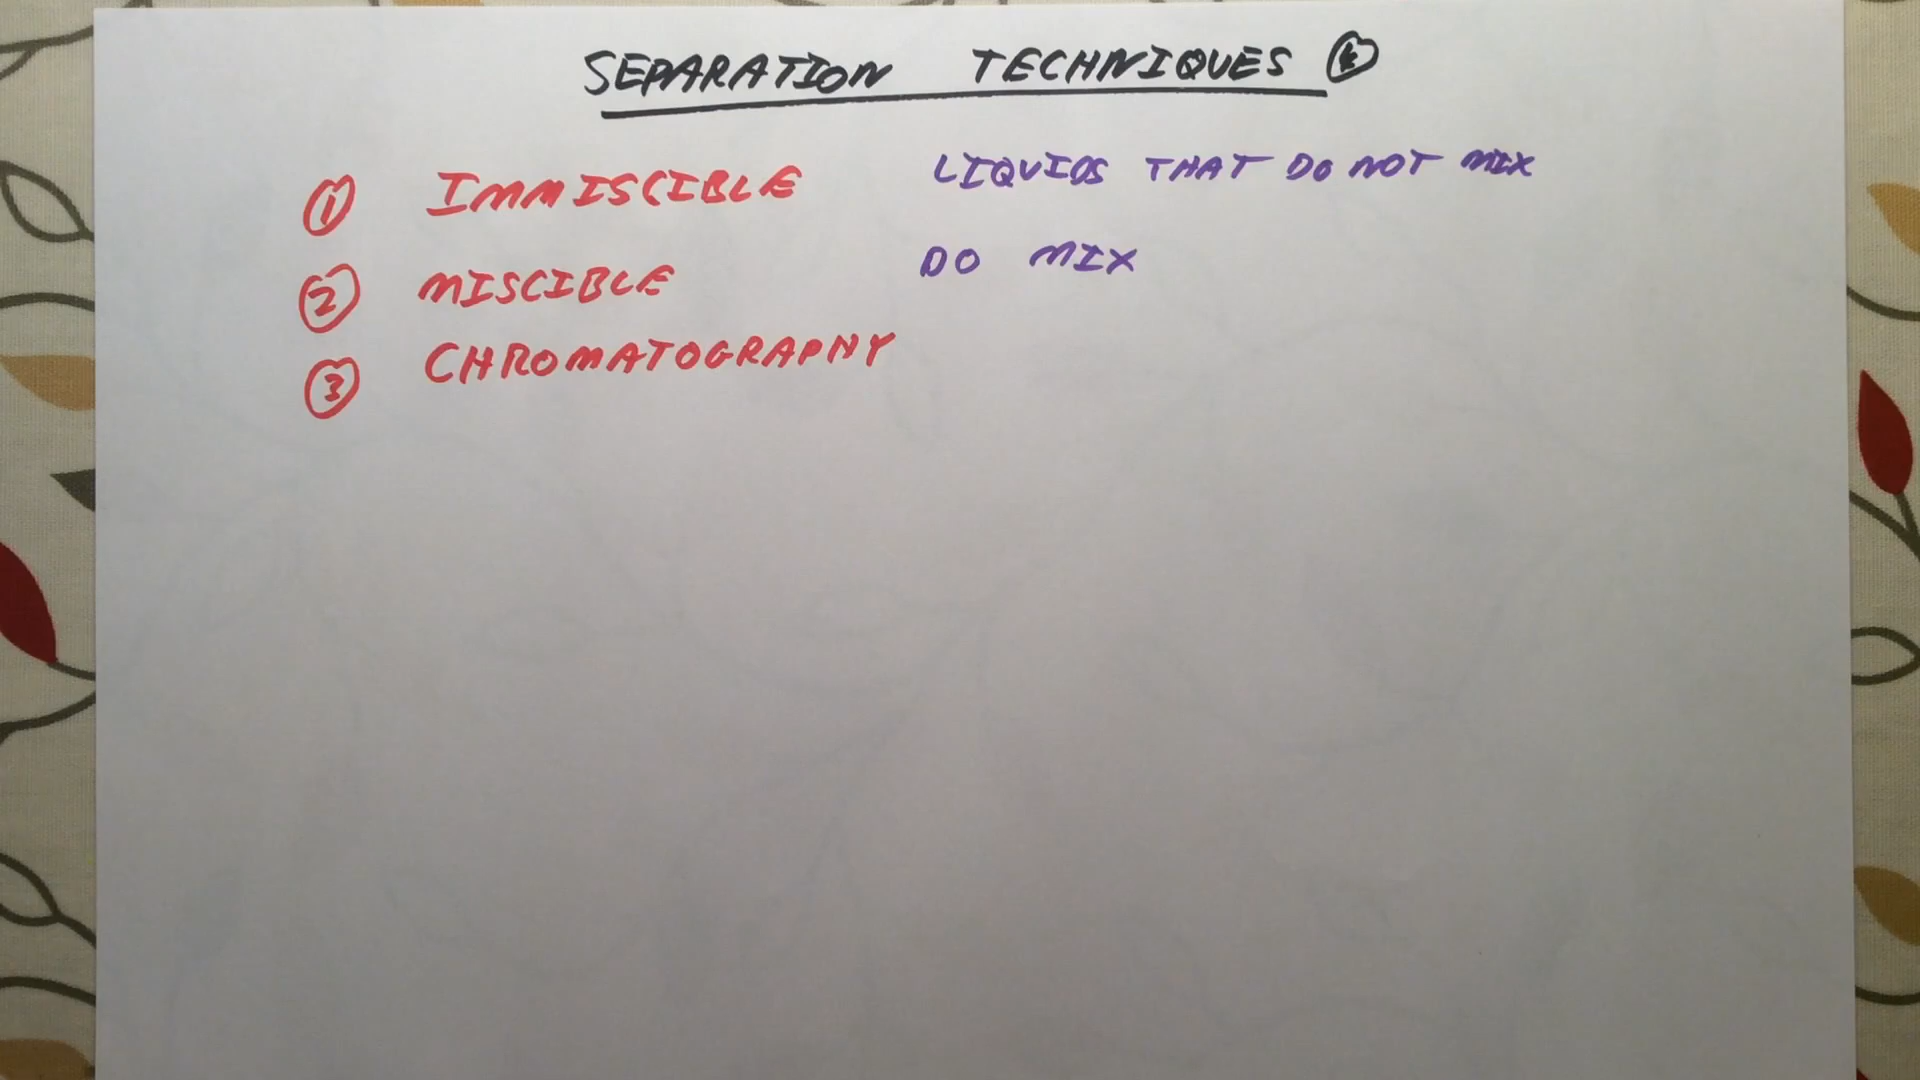 SEPARATION TECHNIQUES
① IMMISCIBLE LIQUIDS THAT DO NOT MIX
② MISCIBLE DO MIX
③ CHROMATOGRAPHY